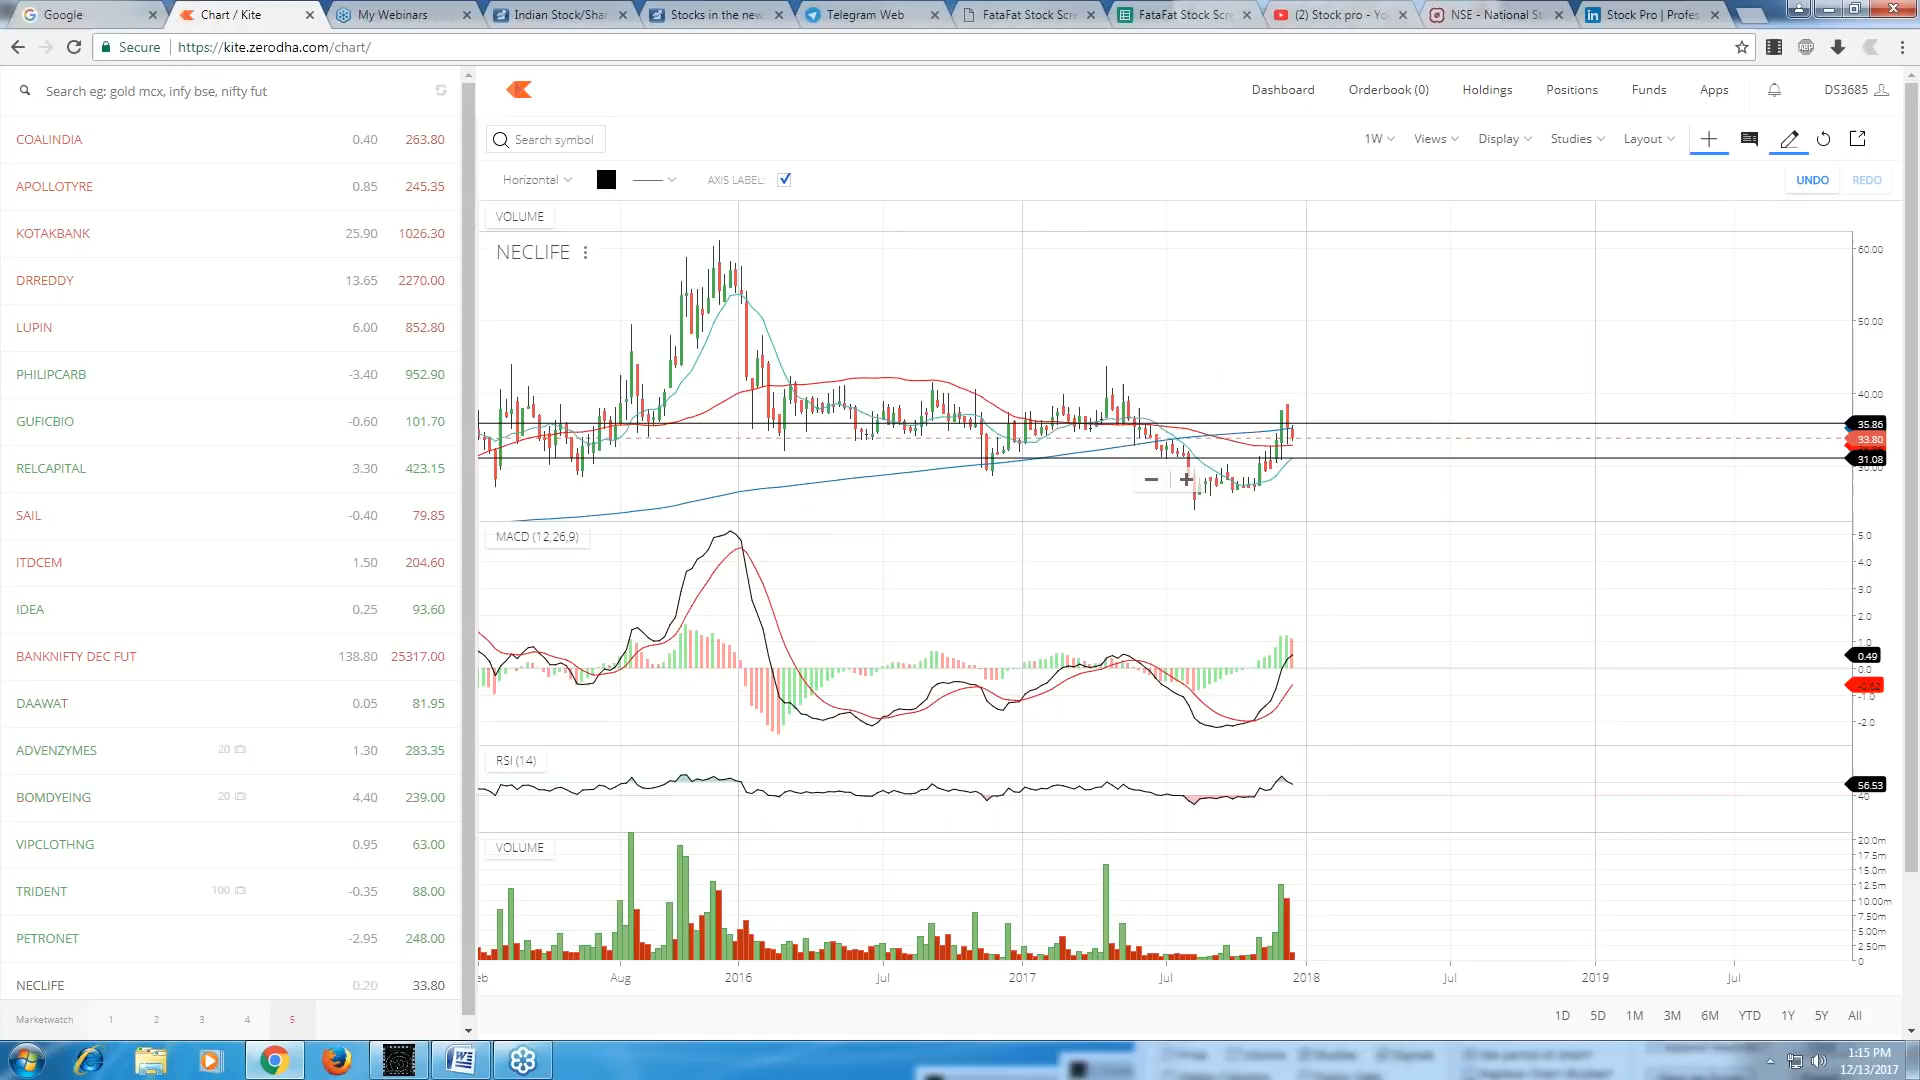 Google
Chart / Kite
My Webinars
Indian Stock/Shar
Stocks in the new
Telegram Web
FataFat Stock Scre
FataFat Stock Scre
(2) Stock pro - Yo
NSE - National St
Stock Pro | Profes
Secure
https://kite.zerodha.com/chart/
Search eg: gold mcx, infy bse, nifty fut
Dashboard
Orderbook (0)
Holdings
Positions
Funds
Apps
DS3685
COALINDIA 0.40 263.80
APOLLOTYRE 0.85 245.35
KOTAKBANK 25.90 1026.30
DRREDDY 13.65 2270.00
LUPIN 6.00 852.80
PHILIPCARB -3.40 952.90
GUFICBIO -0.60 101.70
RELCAPITAL 3.30 423.15
SAIL -0.40 79.85
ITDCEM 1.50 204.60
IDEA 0.25 93.60
BANKNIFTY DEC FUT 138.80 25317.00
DAAWAT 0.05 81.95
ADVENZYMES 20 1.30 283.35
BOMDYEING 20 4.40 239.00
VIPCLOTHNG 0.95 63.00
TRIDENT 100 -0.35 88.00
PETRONET -2.95 248.00
NECLIFE 0.20 33.80
Marketwatch 1 2 3 4 5
Search symbol
1W
Views
Display
Studies
Layout
Horizontal
AXIS LABEL:
UNDO
REDO
VOLUME
NECLIFE
60.00
50.00
40.00
35.86
33.80
31.08
30.00
MACD (12,26,9)
5.0
4.0
3.0
2.0
1.0
0.49
0.0
-0.62
-1.0
-2.0
RSI (14)
56.53
40
VOLUME
20.0m
17.5m
15.0m
12.5m
10.00m
7.50m
5.00m
2.50m
0
eb Aug 2016 Jul 2017 Jul 2018 Jul 2019 Jul
1D 5D 1M 3M 6M YTD 1Y 5Y All
1:15 PM
12/13/2017